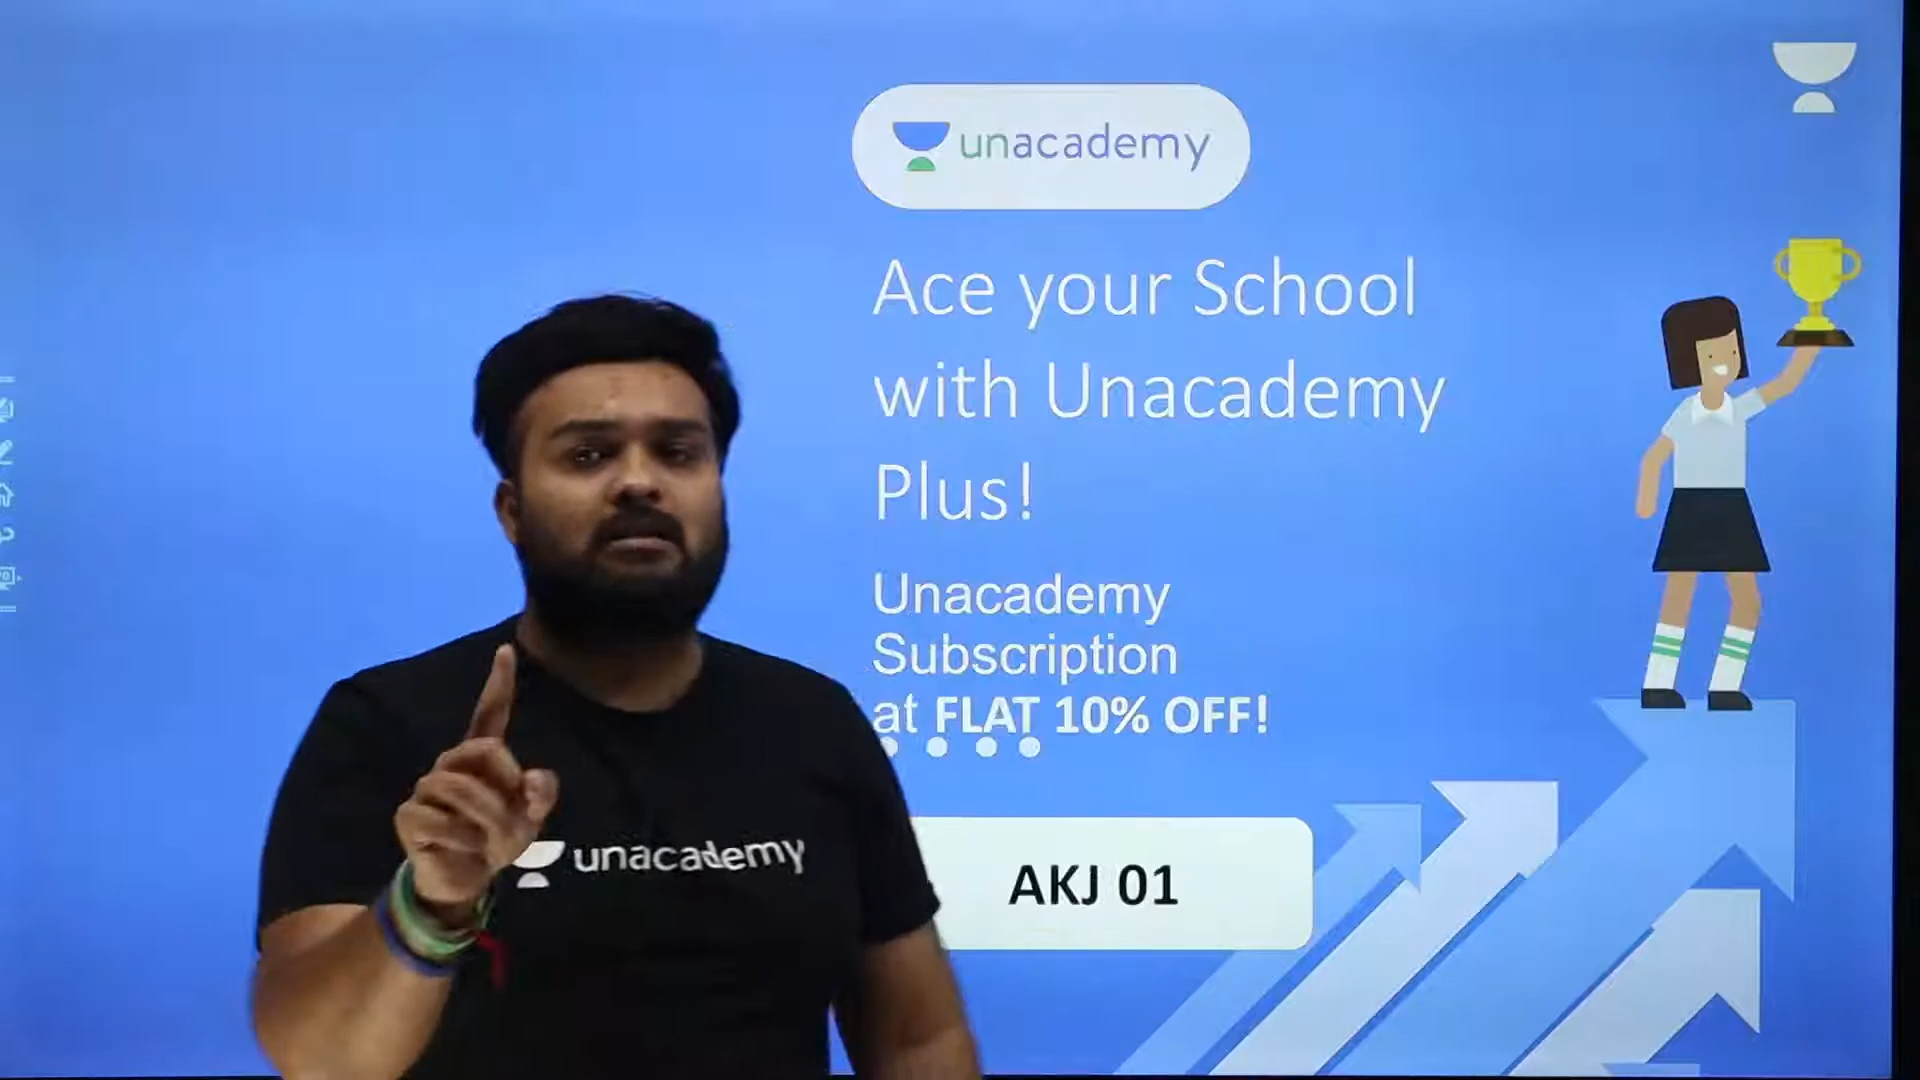 unacademy
Ace your School
with Unacademy
Plus!
Unacademy
Subscription
at FLAT 10% OFF!
AKJ 01
unacademy